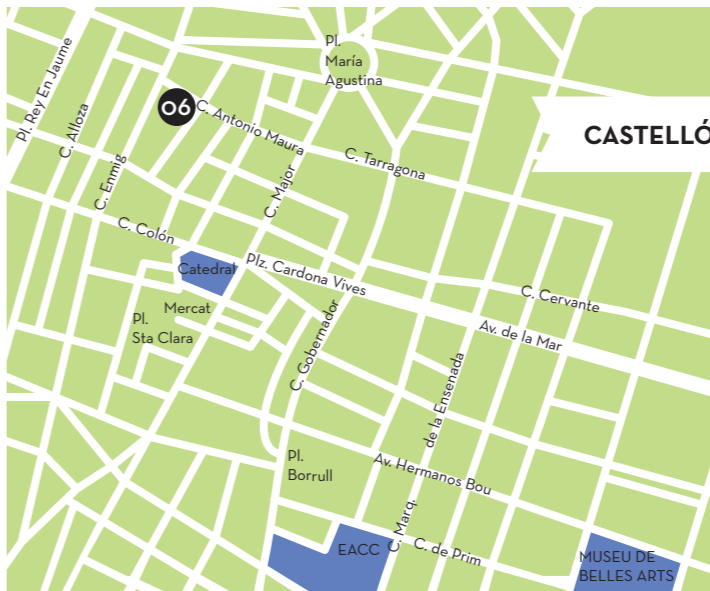 Pl.
María
Agustina
Pl. Rey En Jaume
C. Alloza
06
C. Antonio Maura
CASTELLÓ
C. Enmig
C. Major
C. Tarragona
C. Colón
Catedral
Plz. Cardona Vives
C. Cervante
Mercat
Pl.
Sta Clara
Av. de la Mar
C. Gobernador
de la Ensenada
Pl.
Borrull
Av. Hermanos Bou
C. Marq.
EACC
C. de Prim
MUSEU DE
BELLES ARTS